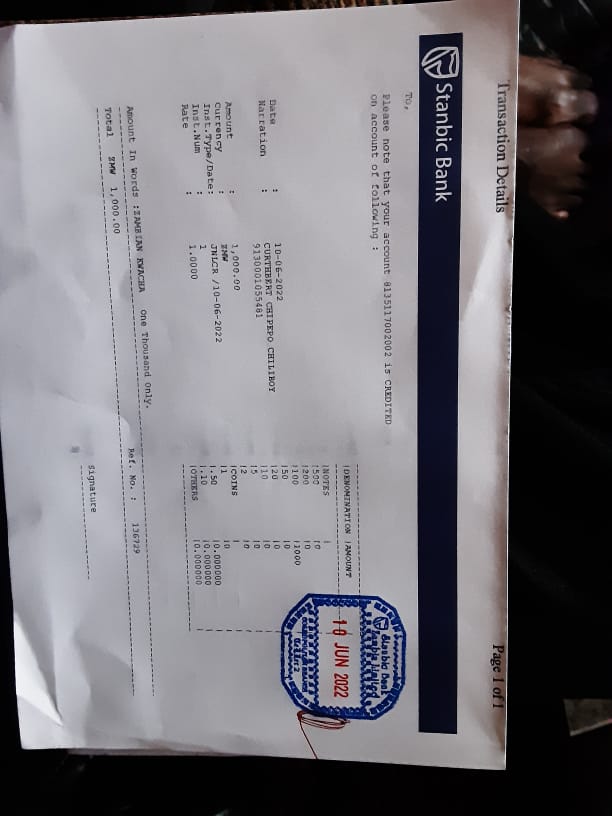 Transaction Details
Page 1 of 1
Stanbic Bank
To,
Please note that your account 8135117002002 is CREDITED
on account of following :
Date : 10-06-2022
Narration : CURTHBERT CHIPEPO CHILIBOY
9130001055481
Amount : 1,000.00
Currency : ZMW
Inst.Type/Date: JNLCR /10-06-2022
Inst.Num : 1
Rate : 1.0000
|DENOMINATION |AMOUNT
|NOTES |
|500 |0
|200 |0
|100 |1000
|50 |0
|20 |0
|10 |0
|5 |0
|2 |0
|COINS |
|1 |0
|.50 |0.000000
|.10 |0.000000
|OTHERS |0.000000
Stanbic Bank
10 JUN 2022
Amount In Words :ZAMBIAN KWACHA One Thousand Only.
Ref. No. : 136729
Total ZMW 1,000.00
Signature